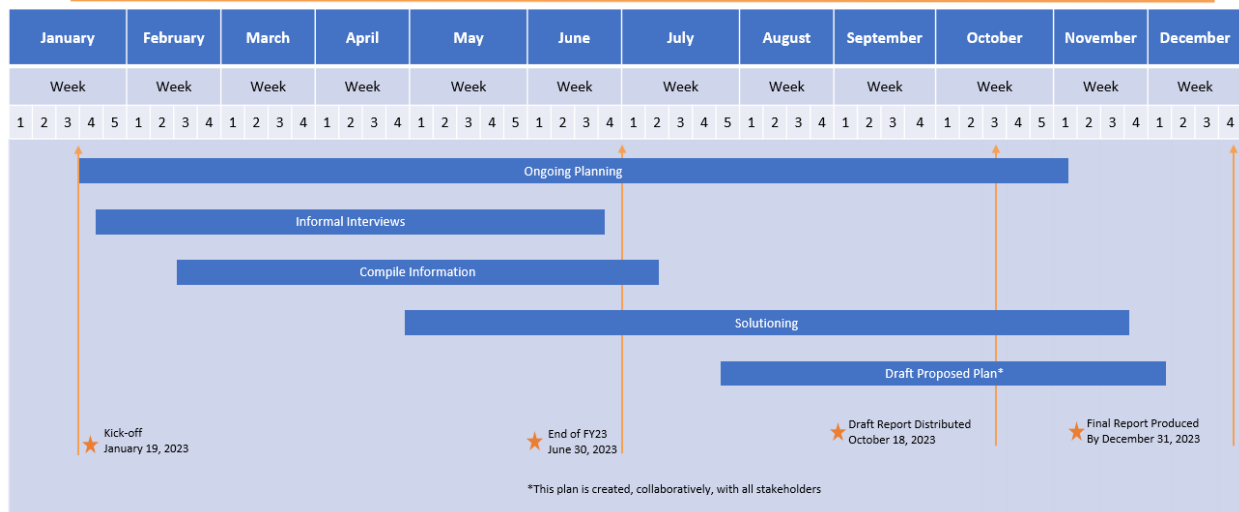 January February March April May June July August September October November December
Week Week Week Week Week Week Week Week Week Week Week Week
1 2 3 4 5 1 2 3 4 1 2 3 4 1 2 3 4 1 2 3 4 5 1 2 3 4 1 2 3 4 5 1 2 3 4 1 2 3 4 1 2 3 4 5 1 2 3 4 1 2 3 4
Ongoing Planning
Informal Interviews
Compile Information
Solutioning
Draft Proposed Plan*
Kick-off
January 19, 2023
End of FY23
June 30, 2023
Draft Report Distributed
October 18, 2023
Final Report Produced
By December 31, 2023
*This plan is created, collaboratively, with all stakeholders